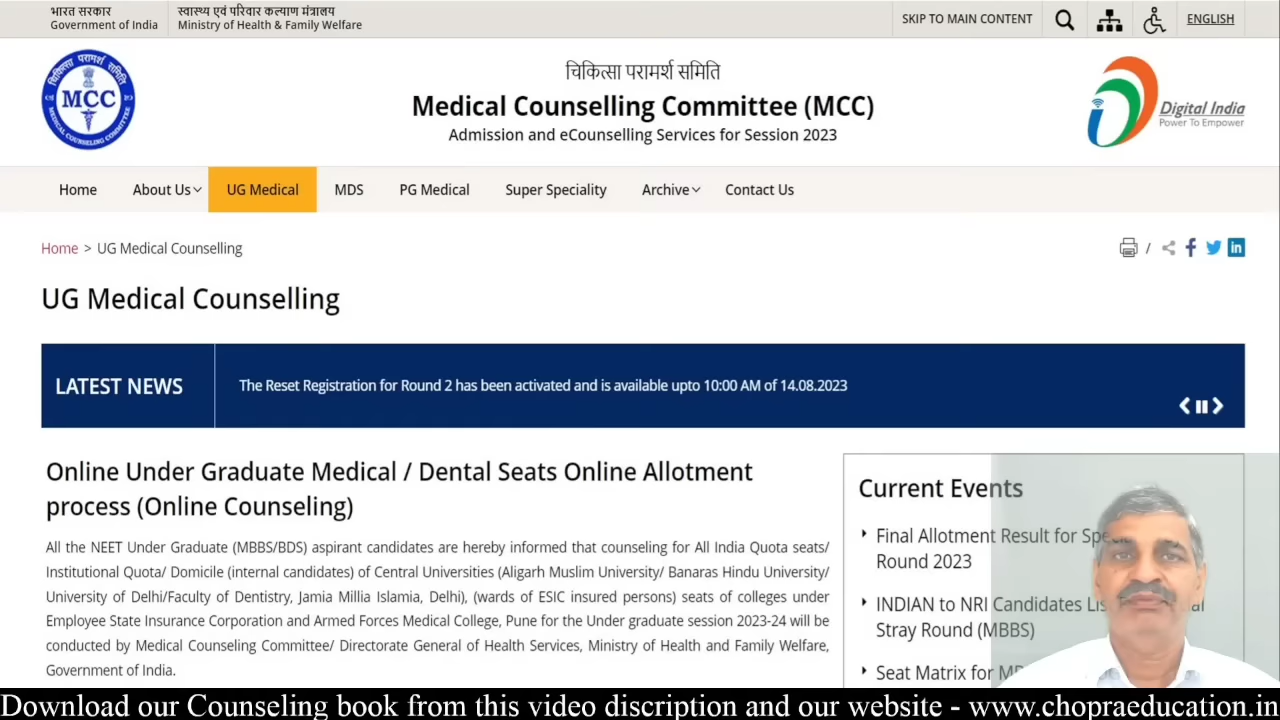 भारत सरकार
Government of India
स्वास्थ्य एवं परिवार कल्याण मंत्रालय
Ministry of Health & Family Welfare
SKIP TO MAIN CONTENT
ENGLISH
चिकित्सा परामर्श समिति
MCC
MEDICAL COUNSELLING COMMITTEE
चिकित्सा परामर्श समिति
Medical Counselling Committee (MCC)
Admission and eCounselling Services for Session 2023
Digital India
Power To Empower
Home About Us UG Medical MDS PG Medical Super Speciality Archive Contact Us
Home > UG Medical Counselling
/
UG Medical Counselling
LATEST NEWS
The Reset Registration for Round 2 has been activated and is available upto 10:00 AM of 14.08.2023
Online Under Graduate Medical / Dental Seats Online Allotment
process (Online Counseling)
All the NEET Under Graduate (MBBS/BDS) aspirant candidates are hereby informed that counseling for All India Quota seats/
Institutional Quota/ Domicile (internal candidates) of Central Universities (Aligarh Muslim University/ Banaras Hindu University/
University of Delhi/Faculty of Dentistry, Jamia Millia Islamia, Delhi), (wards of ESIC insured persons) seats of colleges under
Employee State Insurance Corporation and Armed Forces Medical College, Pune for the Under graduate session 2023-24 will be
conducted by Medical Counseling Committee/ Directorate General of Health Services, Ministry of Health and Family Welfare,
Government of India.
Current Events
Final Allotment Result for
Round 2023
INDIAN to NRI Candidates
Stray Round (MBBS)
Seat Matrix for
Download our Counseling book from this video discription and our website - www.chopraeducation.in